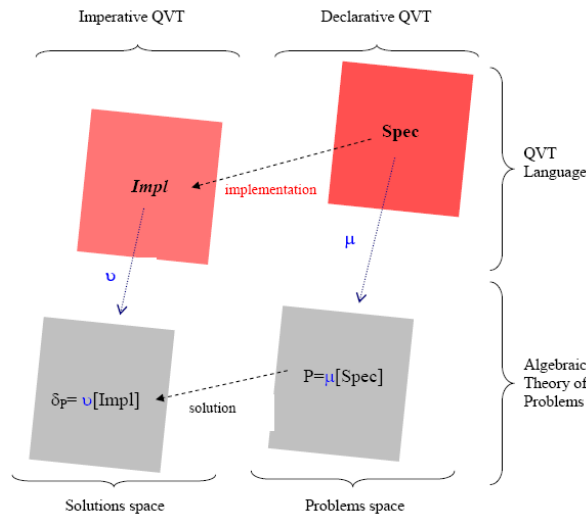 Imperative QVT
Declarative QVT
Spec
Impl
implementation
QVT
Language
μ
υ
P=μ[Spec]
δP= υ[Impl]
solution
Algebraic
Theory of
Problems
Solutions space
Problems space